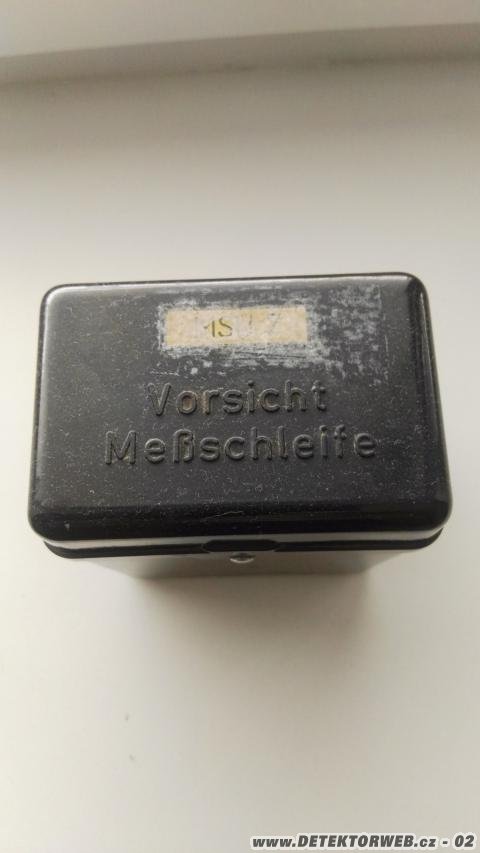 Vorsicht
Meßschleife
www.DETEKTORWEB.cz - 02